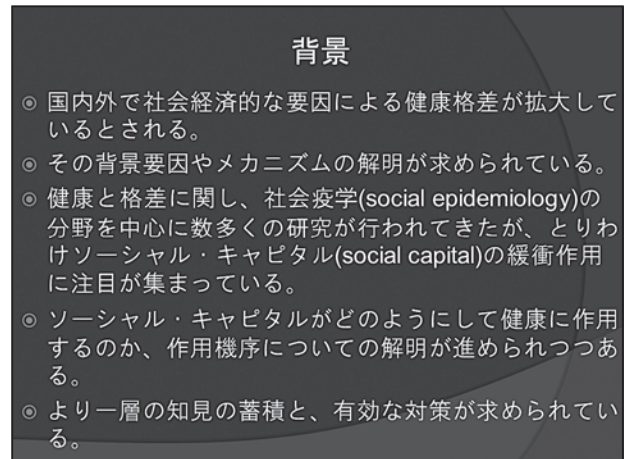 背景
国内外で社会経済的な要因による健康格差が拡大して
いるとされる。
その背景要因やメカニズムの解明が求められている。
健康と格差に関し、社会疫学(social epidemiology)の
分野を中心に数多くの研究が行われてきたが、とりわ
けソーシャル・キャピタル(social capital)の緩衝作用
に注目が集まっている。
ソーシャル・キャピタルがどのようにして健康に作用
するのか、作用機序についての解明が進められつつあ
る。
より一層の知見の蓄積と、有効な対策が求められてい
る。